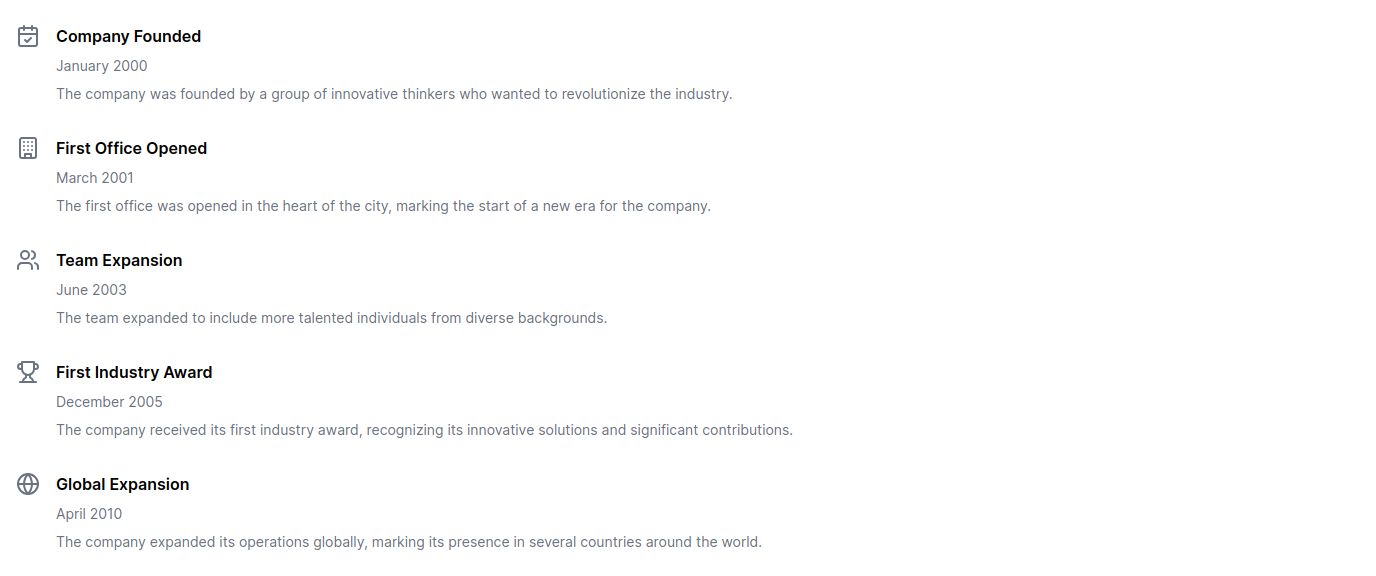 Company Founded
January 2000
The company was founded by a group of innovative thinkers who wanted to revolutionize the industry.
First Office Opened
March 2001
The first office was opened in the heart of the city, marking the start of a new era for the company.
Team Expansion
June 2003
The team expanded to include more talented individuals from diverse backgrounds.
First Industry Award
December 2005
The company received its first industry award, recognizing its innovative solutions and significant contributions.
Global Expansion
April 2010
The company expanded its operations globally, marking its presence in several countries around the world.